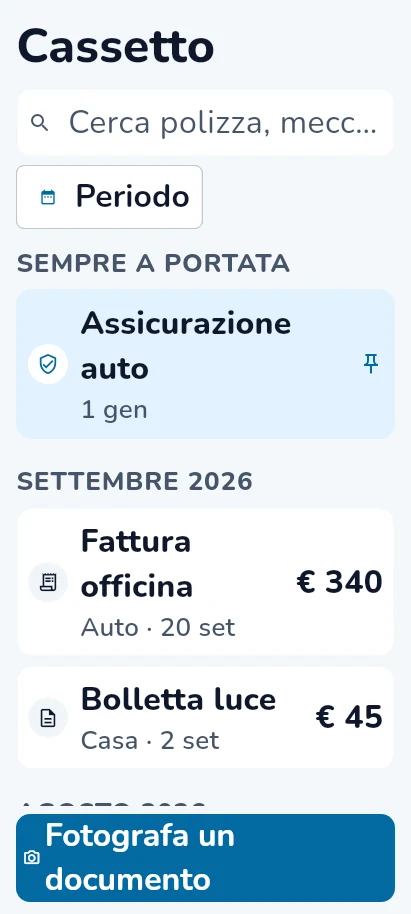 Cassetto
Cerca polizza, mecc...
Periodo
SEMPRE A PORTATA
Assicurazione
auto
1 gen
SETTEMBRE 2026
Fattura
officina
€ 340
Auto · 20 set
Bolletta luce
€ 45
Casa · 2 set
Fotografa un
documento